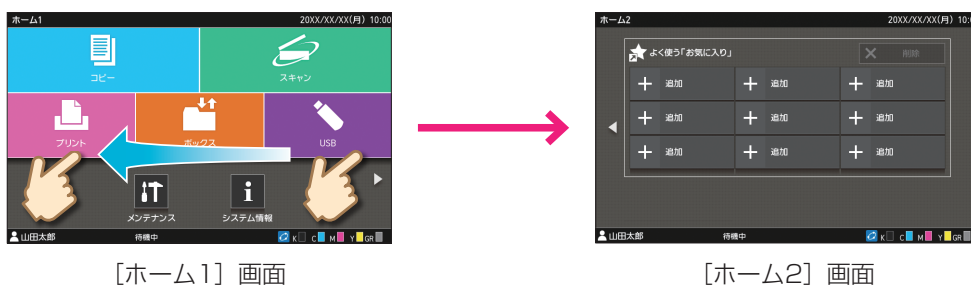 ホーム1 20XX/XX/XX(月) 10:00
コピー スキャン
プリント ボックス USB
メンテナンス システム情報
山田太郎 待機中 K C M Y GR
[ホーム1] 画面
ホーム2 20XX/XX/XX(月) 10:0
よく使う「お気に入り」 削除
追加 追加 追加
追加 追加 追加
追加 追加 追加
山田太郎 待機中 K C M Y GR
[ホーム2] 画面